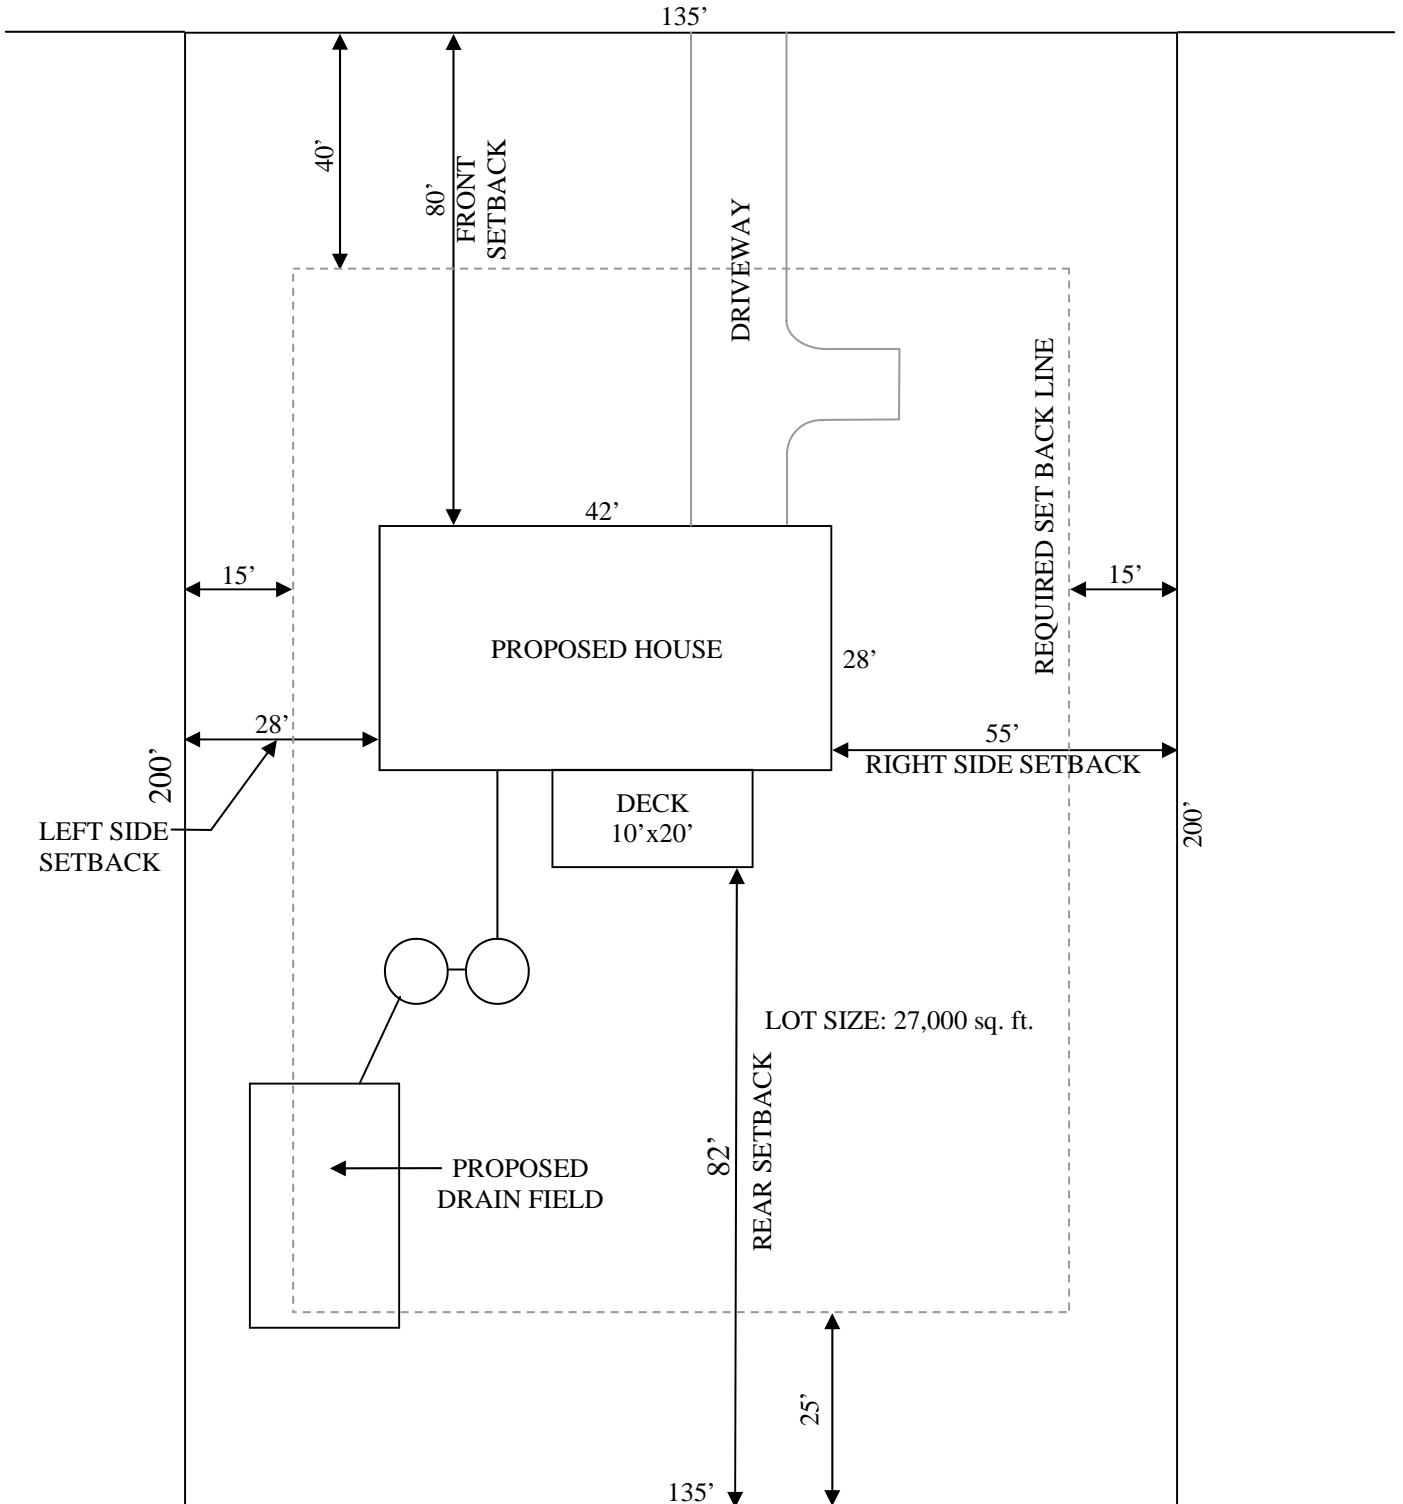 135’
40’
80’
FRONT
SETBACK
DRIVEWAY
REQUIRED SET BACK LINE
42’
15’
15’
PROPOSED HOUSE
28’
28’
55’
RIGHT SIDE SETBACK
200’
DECK
10’x20’
LEFT SIDE
SETBACK
200’
LOT SIZE: 27,000 sq. ft.
82’
REAR SETBACK
PROPOSED
DRAIN FIELD
25’
135’